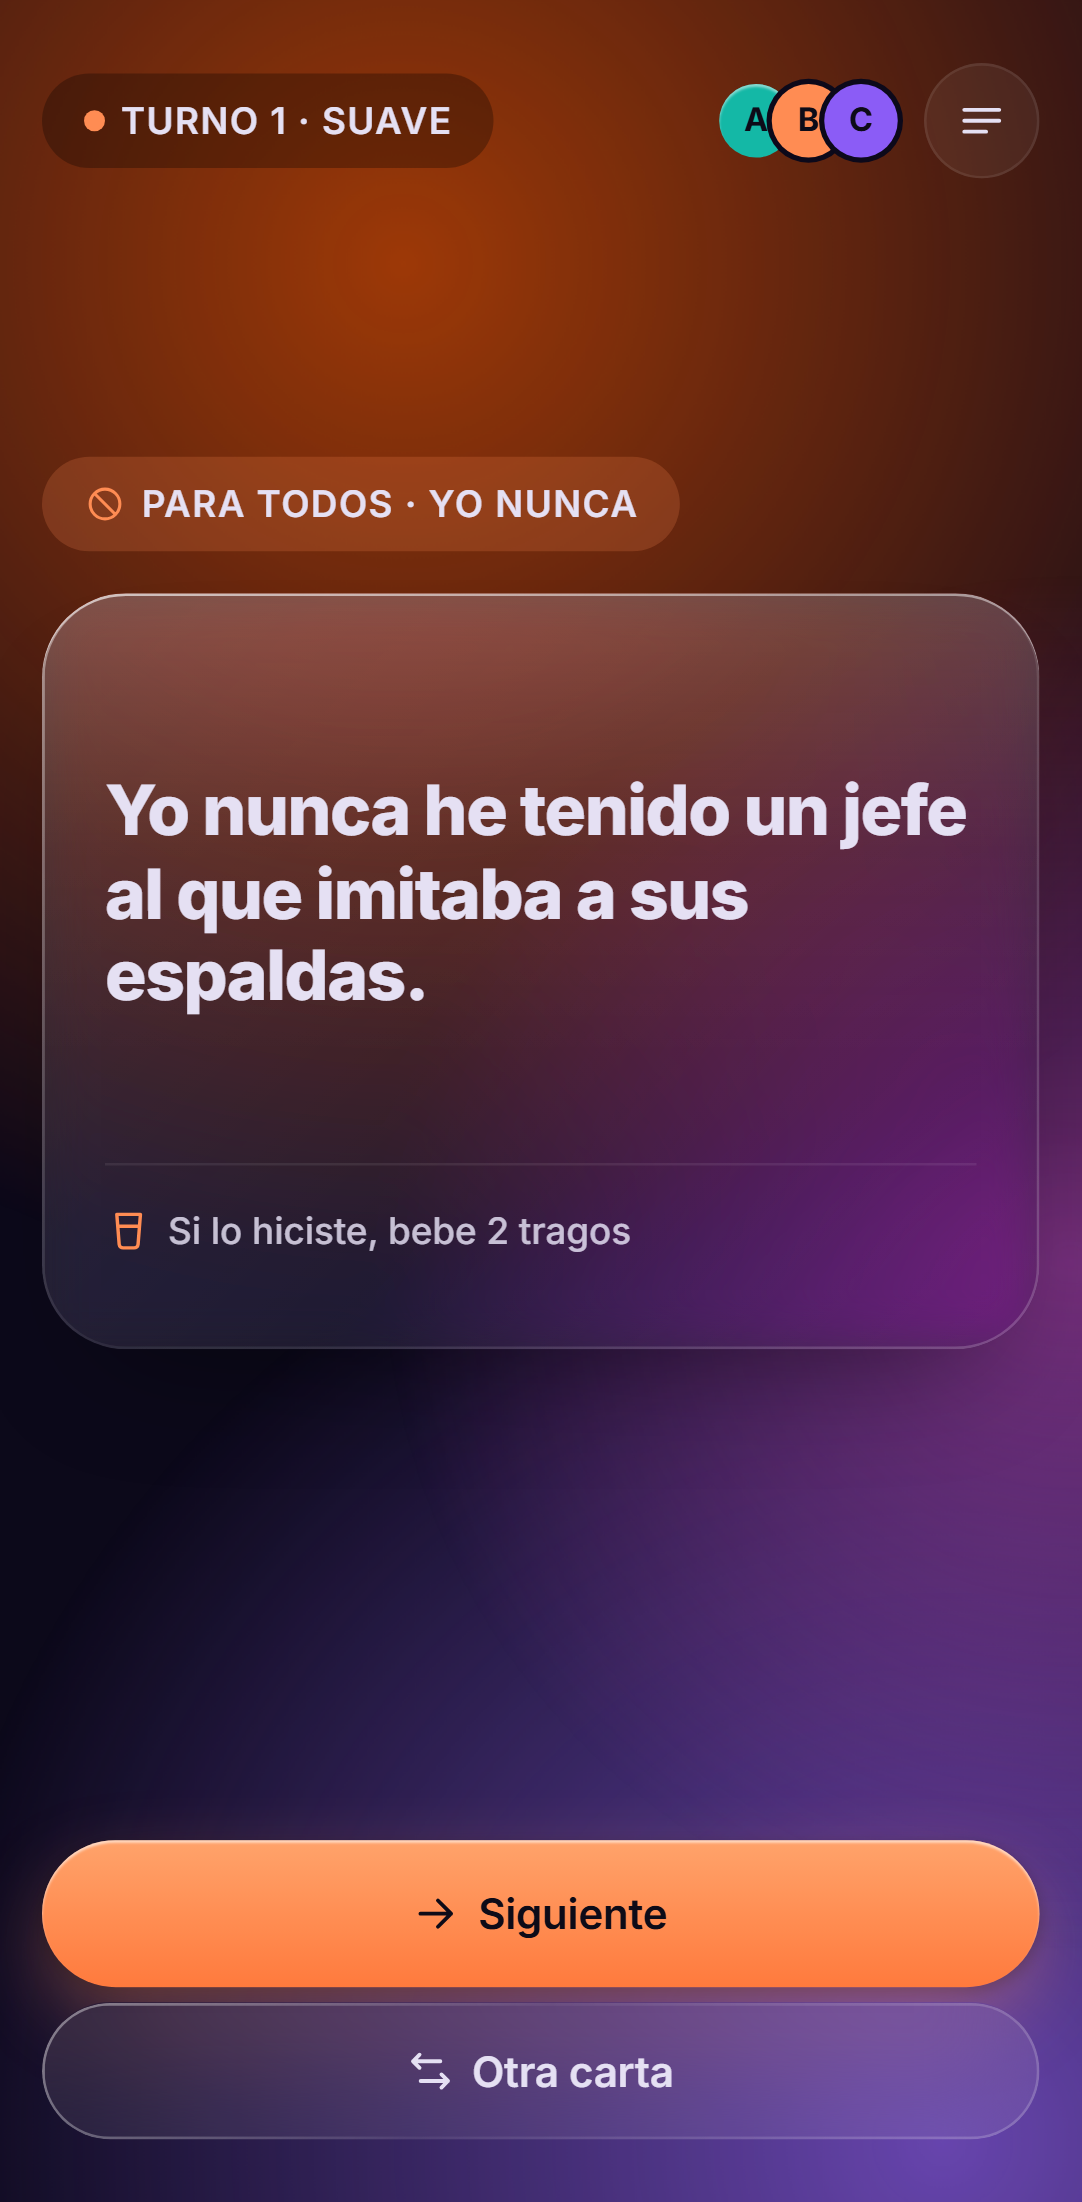 TURNO 1 · SUAVE
A B C
PARA TODOS · YO NUNCA
Yo nunca he tenido un jefe
al que imitaba a sus
espaldas.
Si lo hiciste, bebe 2 tragos
Siguiente
Otra carta